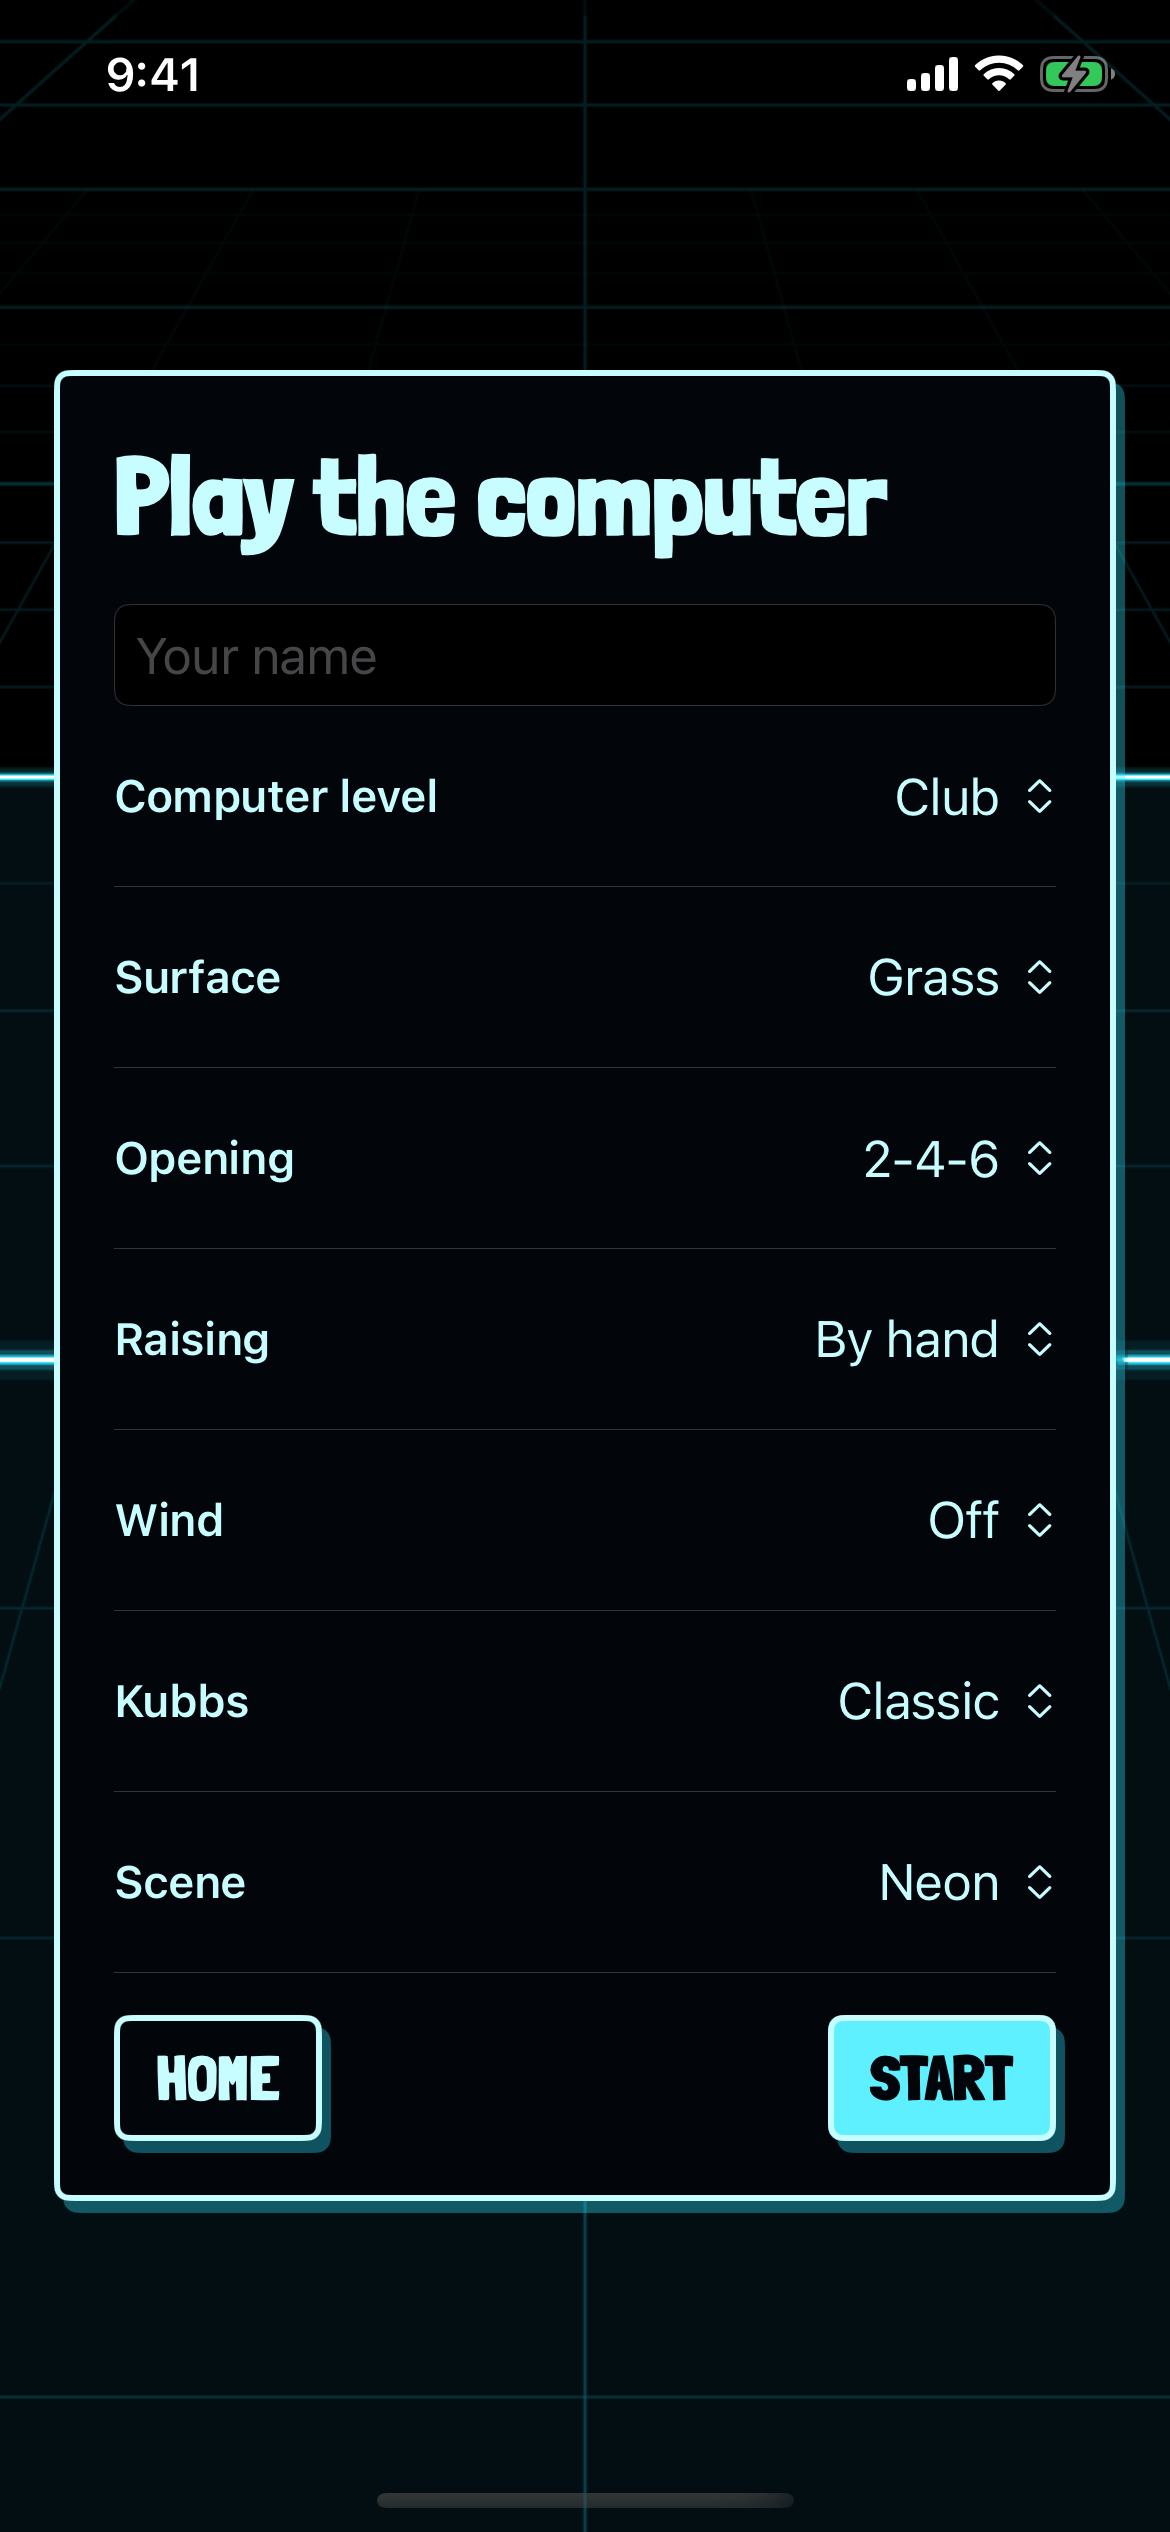 9:41
Play the computer
Your name
Computer level Club
Surface Grass
Opening 2-4-6
Raising By hand
Wind Off
Kubbs Classic
Scene Neon
HOME START